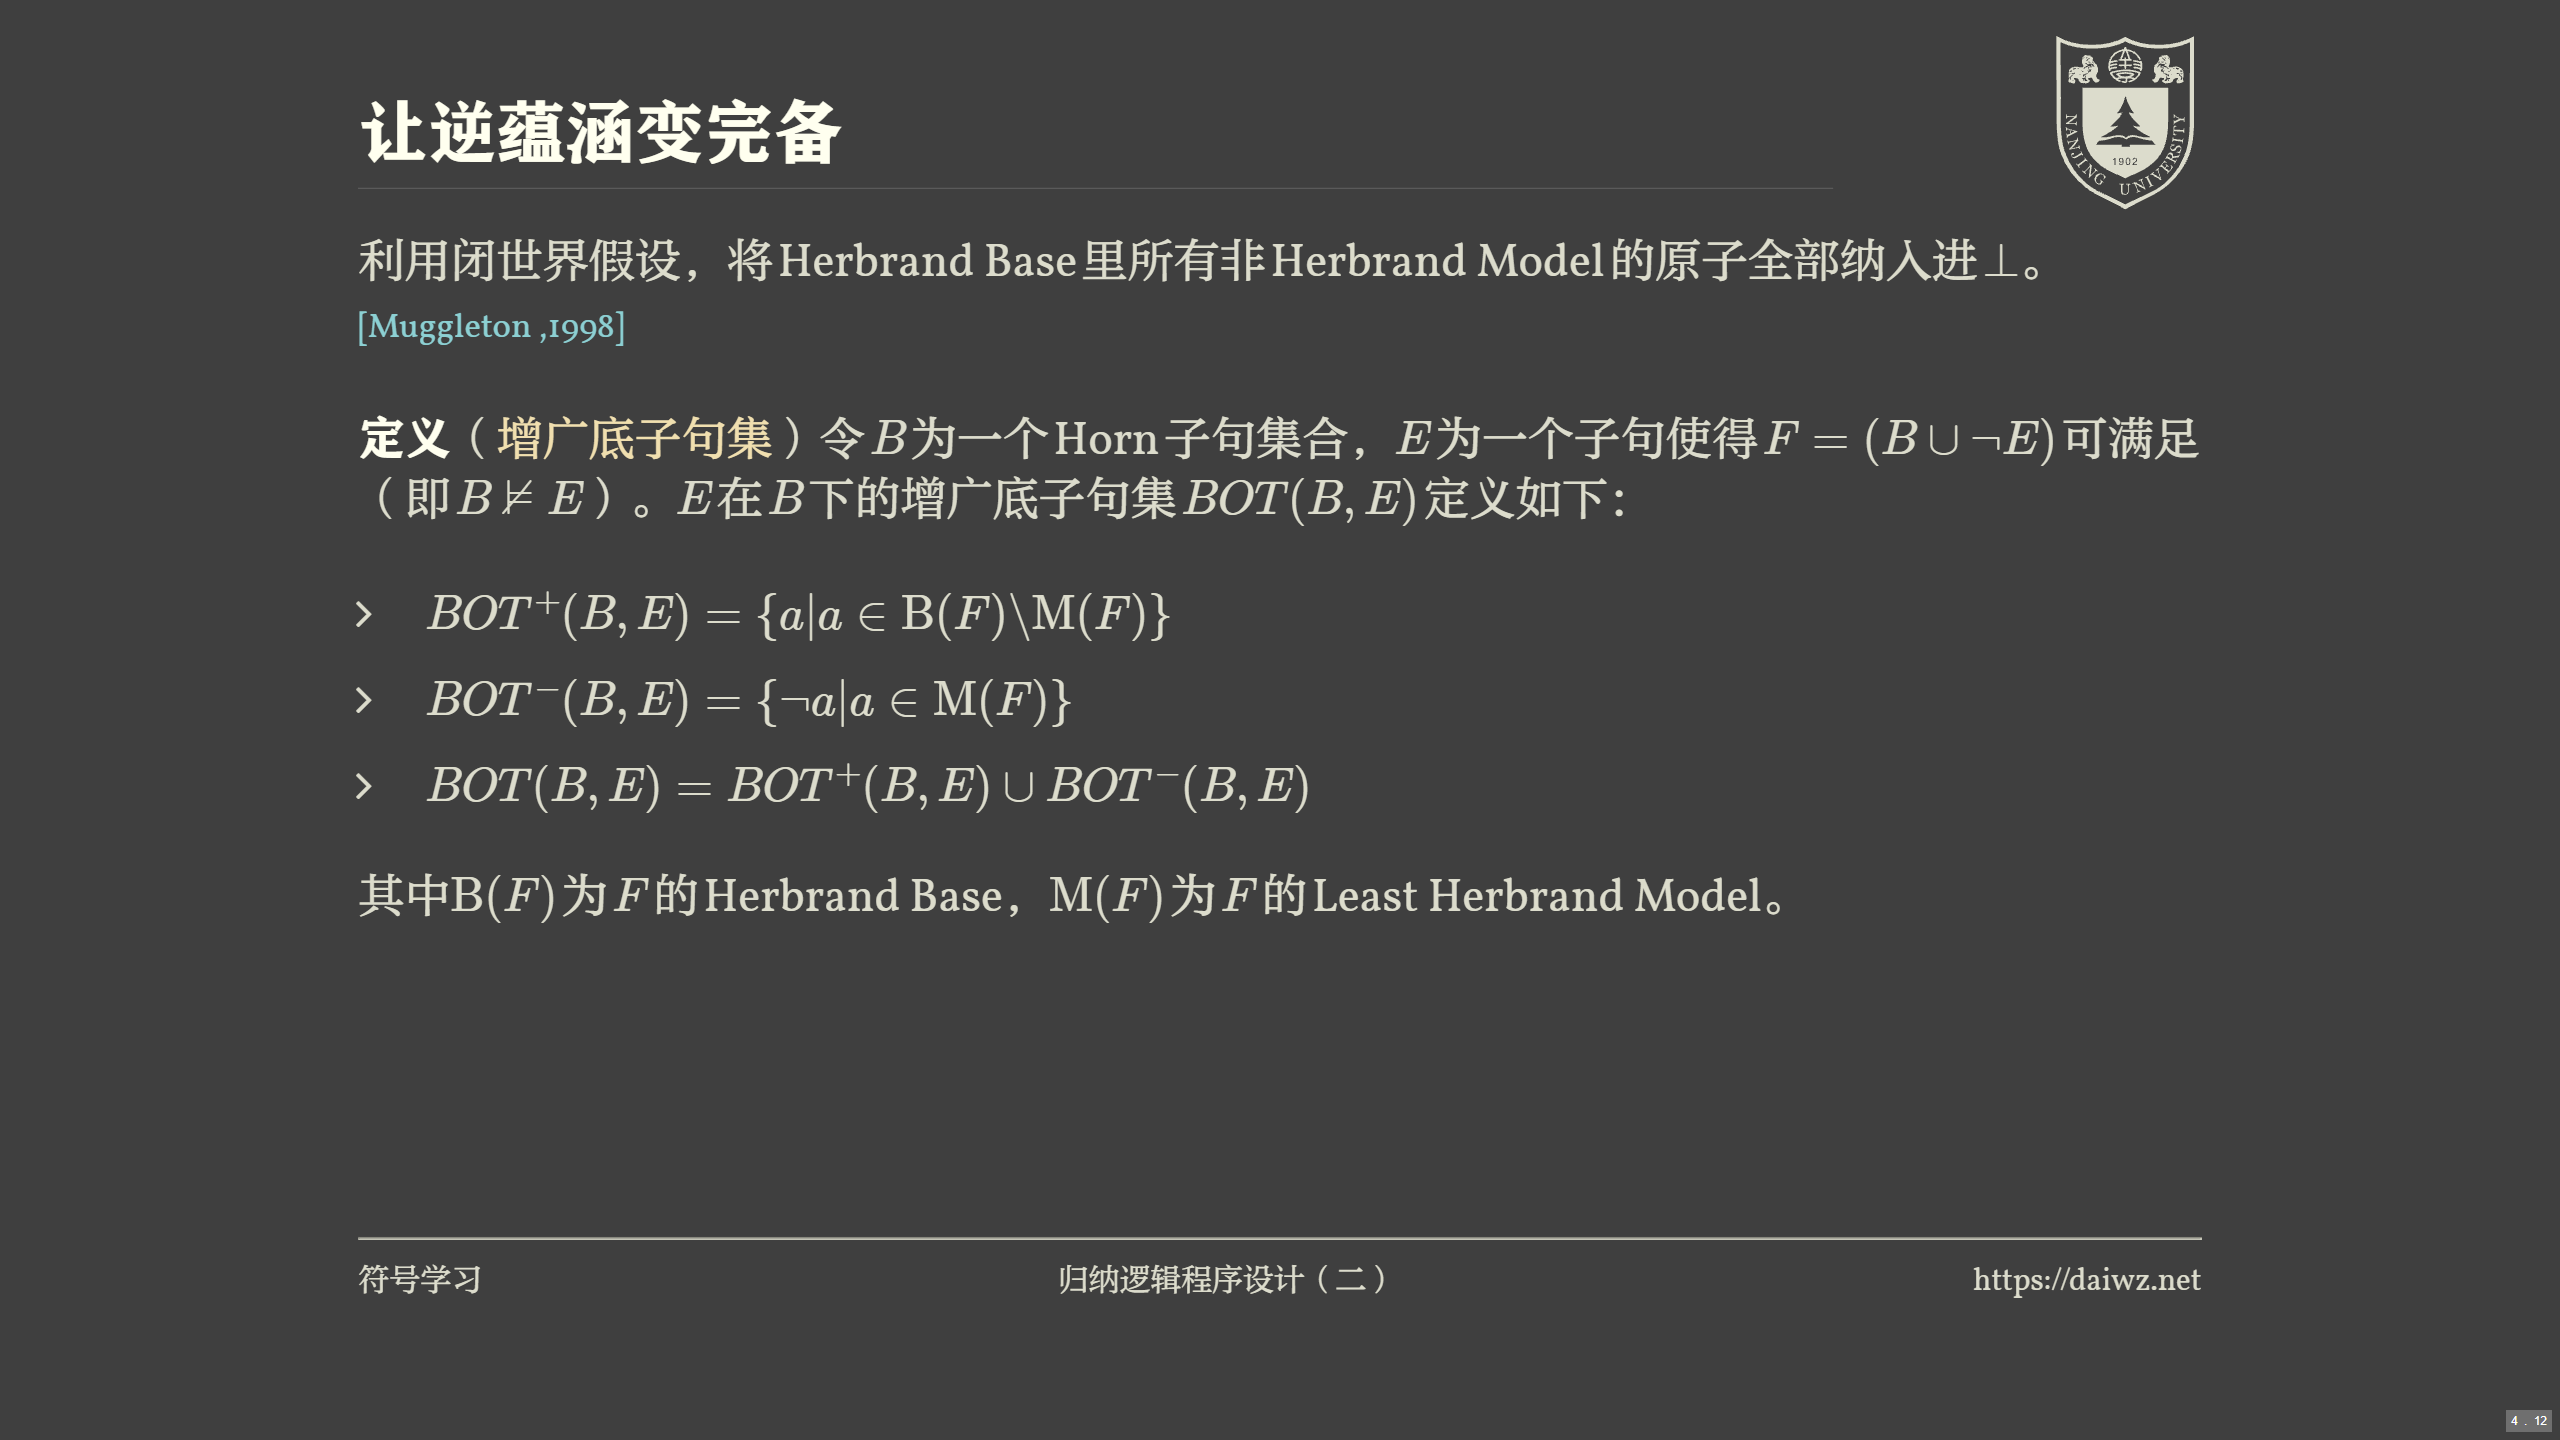 让逆蕴涵变完备
NANJING UNIVERSITY
1902
利用闭世界假设，将Herbrand Base里所有非Herbrand Model的原子全部纳入进⊥。
[Muggleton ,1998]
定义（增广底子句集）令B为一个Horn子句集合，E为一个子句使得F = (B ∪ ¬E)可满足
（即B ⊭ E）。E在B下的增广底子句集BOT(B, E)定义如下：
BOT⁺(B, E) = {a|a ∈ B(F)\M(F)}
BOT⁻(B, E) = {¬a|a ∈ M(F)}
BOT(B, E) = BOT⁺(B, E) ∪ BOT⁻(B, E)
其中B(F)为F的Herbrand Base，M(F)为F的Least Herbrand Model。
符号学习
归纳逻辑程序设计（二）
https://daiwz.net
4 . 12